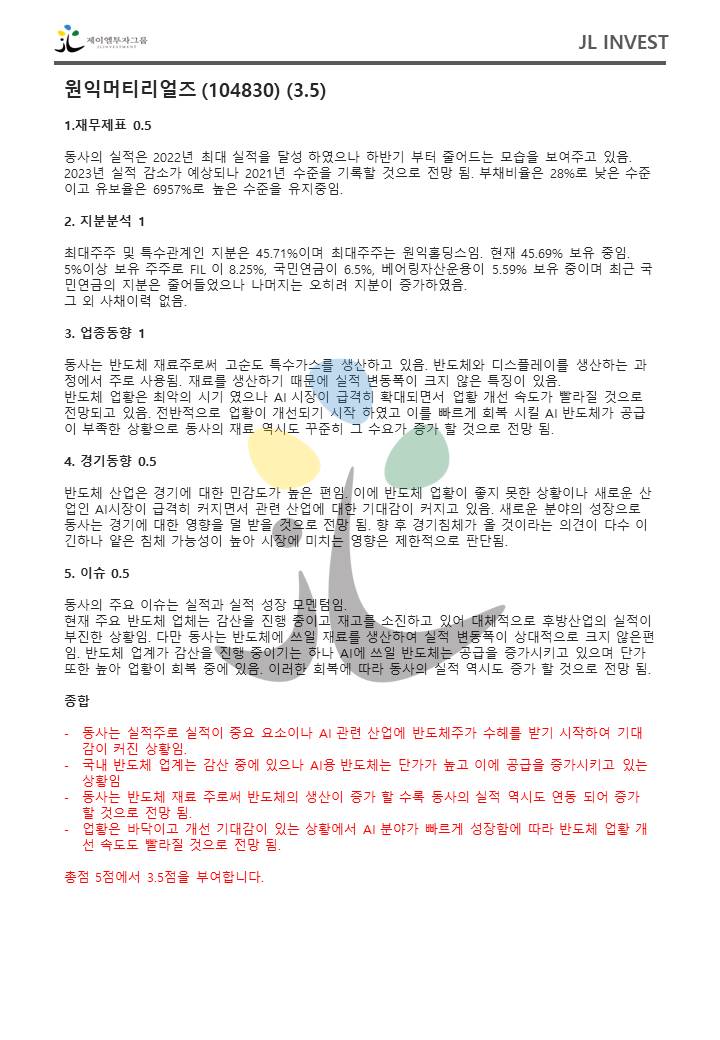 제이엘투자그룹
JLINVESTMENT
JL INVEST
원익머티리얼즈 (104830) (3.5)
1.재무제표 0.5
동사의 실적은 2022년 최대 실적을 달성 하였으나 하반기 부터 줄어드는 모습을 보여주고 있음.
2023년 실적 감소가 예상되나 2021년 수준을 기록할 것으로 전망 됨. 부채비율은 28%로 낮은 수준
이고 유보율은 6957%로 높은 수준을 유지중임.
2. 지분분석 1
최대주주 및 특수관계인 지분은 45.71%이며 최대주주는 원익홀딩스임. 현재 45.69% 보유 중임.
5%이상 보유 주주로 FIL 이 8.25%, 국민연금이 6.5%, 베어링자산운용이 5.59% 보유 중이며 최근 국
민연금의 지분은 줄어들었으나 나머지는 오히려 지분이 증가하였음.
그 외 사채이력 없음.
3. 업종동향 1
동사는 반도체 재료주로써 고순도 특수가스를 생산하고 있음. 반도체와 디스플레이를 생산하는 과
정에서 주로 사용됨. 재료를 생산하기 때문에 실적 변동폭이 크지 않은 특징이 있음.
반도체 업황은 최악의 시기 였으나 AI 시장이 급격히 확대되면서 업황 개선 속도가 빨라질 것으로
전망되고 있음. 전반적으로 업황이 개선되기 시작 하였고 이를 빠르게 회복 시킬 AI 반도체가 공급
이 부족한 상황으로 동사의 재료 역시도 꾸준히 그 수요가 증가 할 것으로 전망 됨.
4. 경기동향 0.5
반도체 산업은 경기에 대한 민감도가 높은 편임. 이에 반도체 업황이 좋지 못한 상황이나 새로운 산
업인 AI시장이 급격히 커지면서 관련 산업에 대한 기대감이 커지고 있음. 새로운 분야의 성장으로
동사는 경기에 대한 영향을 덜 받을 것으로 전망 됨. 향 후 경기침체가 올 것이라는 의견이 다수 이
긴하나 얕은 침체 가능성이 높아 시장에 미치는 영향은 제한적으로 판단됨.
5. 이슈 0.5
동사의 주요 이슈는 실적과 실적 성장 모멘텀임.
현재 주요 반도체 업체는 감산을 진행 중이고 재고를 소진하고 있어 대체적으로 후방산업의 실적이
부진한 상황임. 다만 동사는 반도체에 쓰일 재료를 생산하여 실적 변동폭이 상대적으로 크지 않은편
임. 반도체 업계가 감산을 진행 중이기는 하나 AI에 쓰일 반도체는 공급을 증가시키고 있으며 단가
또한 높아 업황이 회복 중에 있음. 이러한 회복에 따라 동사의 실적 역시도 증가 할 것으로 전망 됨.
종합
- 동사는 실적주로 실적이 중요 요소이나 AI 관련 산업에 반도체주가 수혜를 받기 시작하여 기대
감이 커진 상황임.
- 국내 반도체 업계는 감산 중에 있으나 AI용 반도체는 단가가 높고 이에 공급을 증가시키고 있는
상황임
- 동사는 반도체 재료 주로써 반도체의 생산이 증가 할 수록 동사의 실적 역시도 연동 되어 증가
할 것으로 전망 됨.
- 업황은 바닥이고 개선 기대감이 있는 상황에서 AI 분야가 빠르게 성장함에 따라 반도체 업황 개
선 속도도 빨라질 것으로 전망 됨.
총점 5점에서 3.5점을 부여합니다.